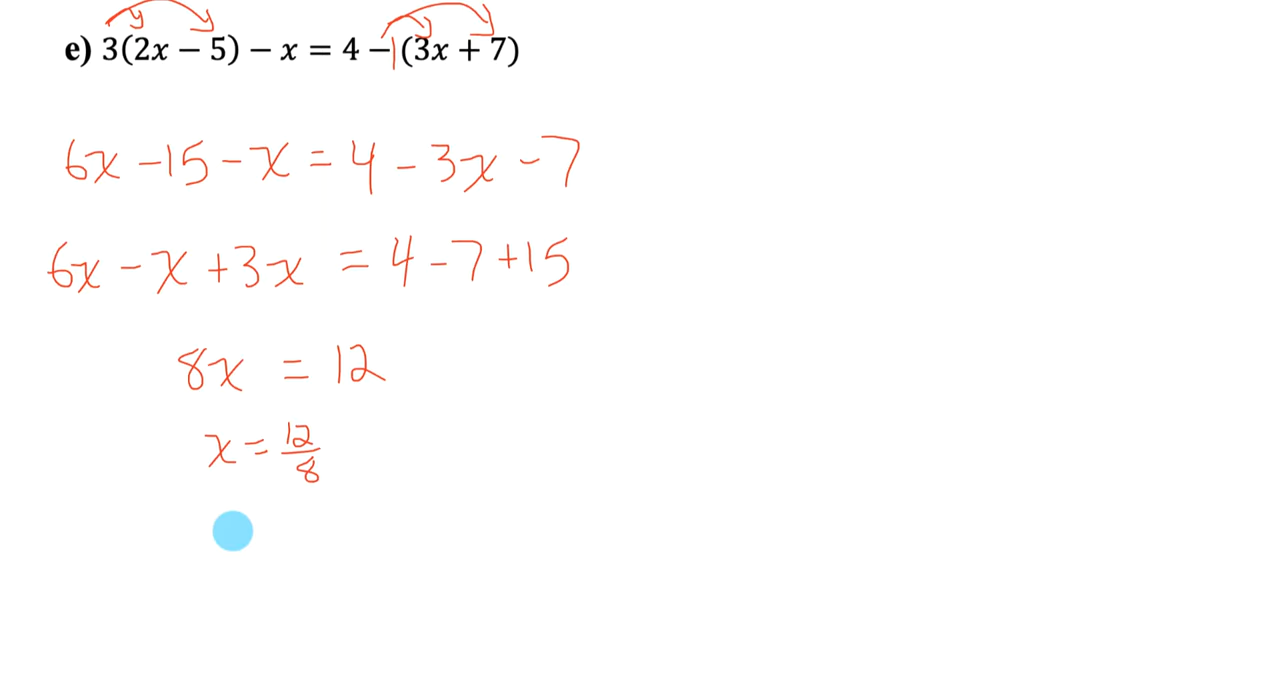 e) 3(2x − 5) − x = 4 − 1(3x + 7)
6x − 15 − x = 4 − 3x − 7
6x − x + 3x = 4 − 7 + 15
8x = 12
x = 12/8